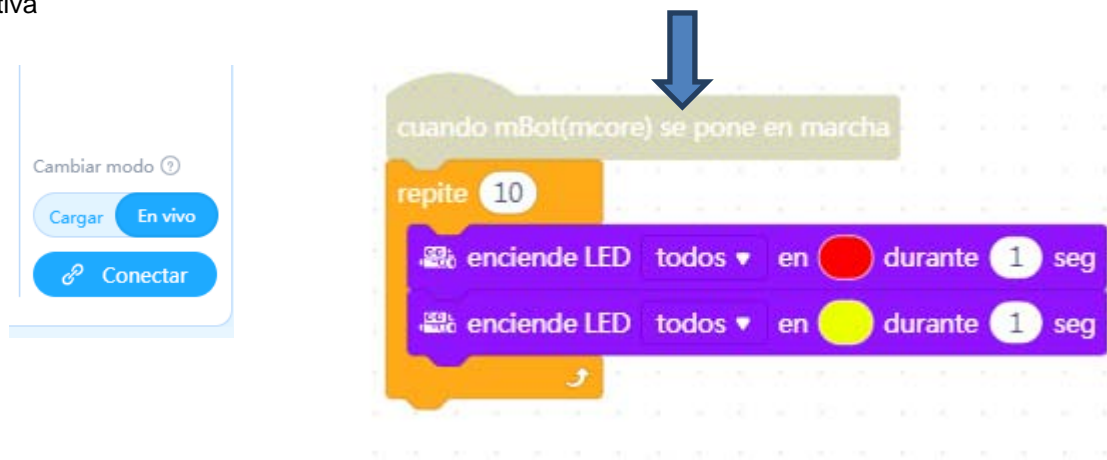 tiva
Cambiar modo ?
Cargar En vivo
Conectar
cuando mBot(mcore) se pone en marcha
repite 10
enciende LED todos en durante 1 seg
enciende LED todos en durante 1 seg